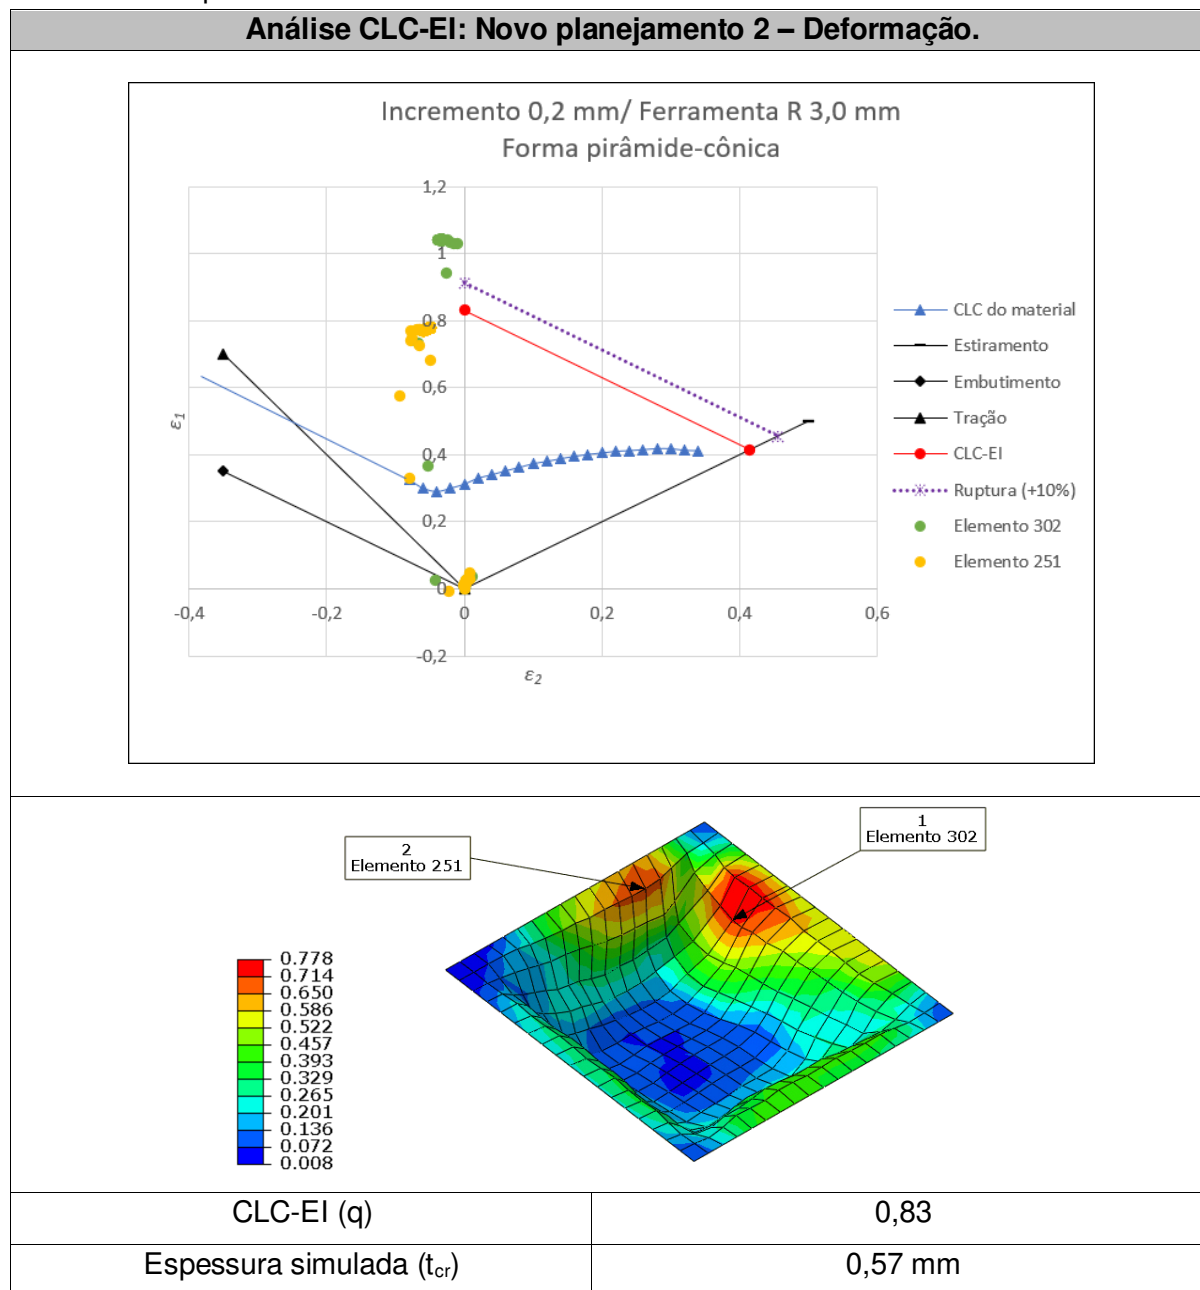 Análise CLC-EI: Novo planejamento 2 – Deformação.
Incremento 0,2 mm/ Ferramenta R 3,0 mm
Forma pirâmide-cônica
1,2
1
0,8
0,6
0,4
0,2
0
-0,2
-0,4
-0,2
0
0,2
0,4
0,6
ε1
ε2
CLC do material
Estiramento
Embutimento
Tração
CLC-EI
Ruptura (+10%)
Elemento 302
Elemento 251
2
Elemento 251
1
Elemento 302
0.778
0.714
0.650
0.586
0.522
0.457
0.393
0.329
0.265
0.201
0.136
0.072
0.008
CLC-EI (q) 0,83
Espessura simulada (tcr) 0,57 mm